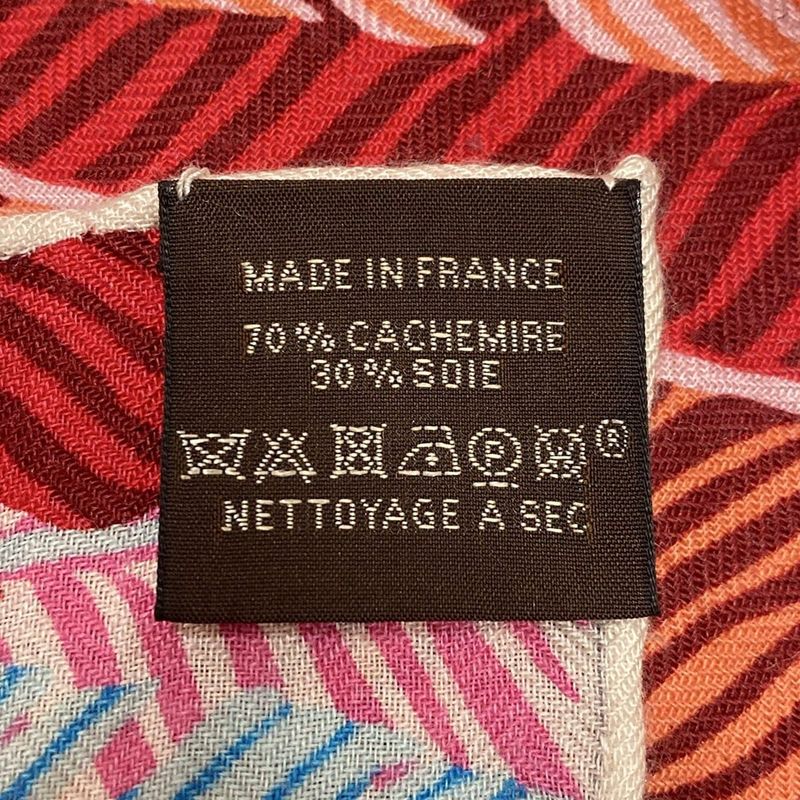 MADE IN FRANCE
70 % CACHEMIRE
30 % SOIE
P ®
NETTOYAGE A SEC